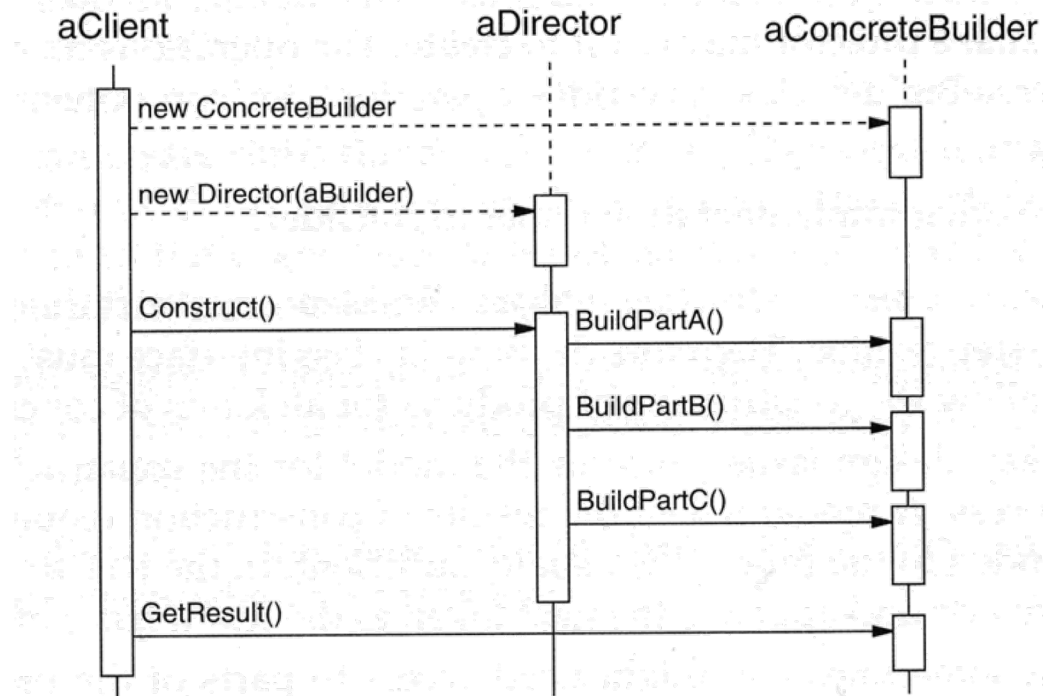 aClient
aDirector
aConcreteBuilder
new ConcreteBuilder
new Director(aBuilder)
Construct()
BuildPartA()
BuildPartB()
BuildPartC()
GetResult()